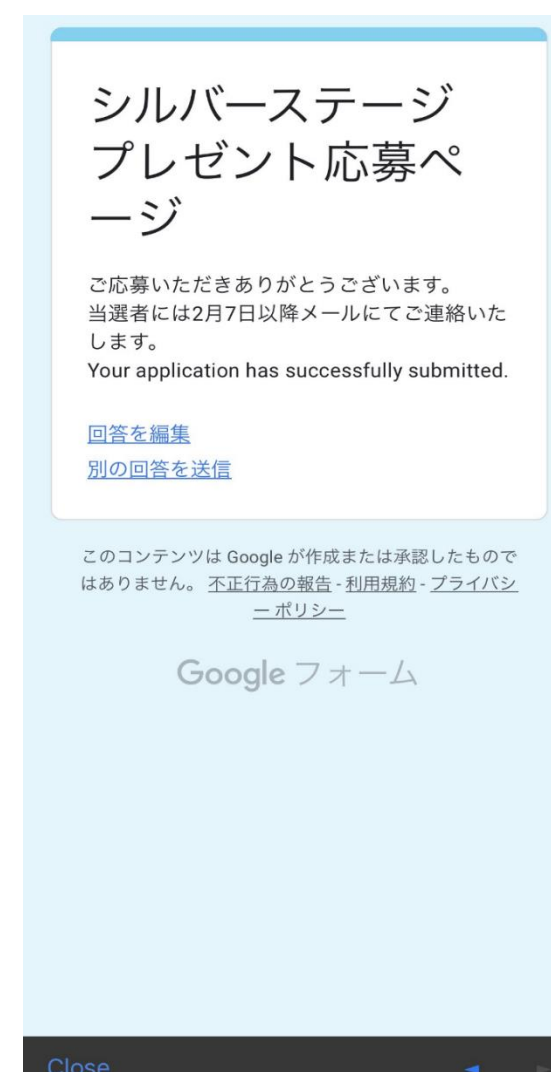 シルバーステージ
プレゼント応募ペ
ージ
ご応募いただきありがとうございます。
当選者には2月7日以降メールにてご連絡いた
します。
Your application has successfully submitted.
回答を編集
別の回答を送信
このコンテンツは Google が作成または承認したもので
はありません。 不正行為の報告 - 利用規約 - プライバシ
ー ポリシー
Google フォーム
Close